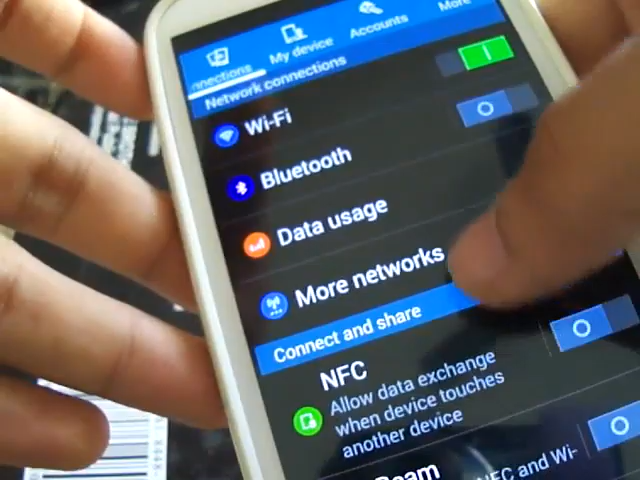 nnections
My device
Accounts
More
Network connections
Wi-Fi
Bluetooth
Data usage
More networks
Connect and share
NFC
Allow data exchange
when device touches
another device
Beam
NFC and Wi-